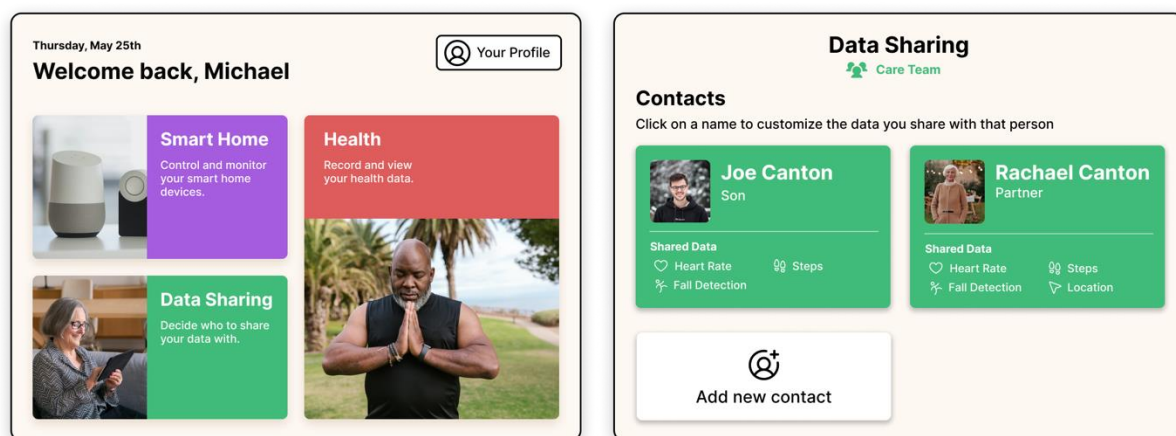 Thursday, May 25th
Welcome back, Michael
Your Profile
Smart Home
Control and monitor
your smart home
devices.
Health
Record and view
your health data.
Data Sharing
Decide who to share
your data with.
Data Sharing
Care Team
Contacts
Click on a name to customize the data you share with that person
Joe Canton
Son
Shared Data
Heart Rate
Steps
Fall Detection
Rachael Canton
Partner
Shared Data
Heart Rate
Steps
Fall Detection
Location
Add new contact